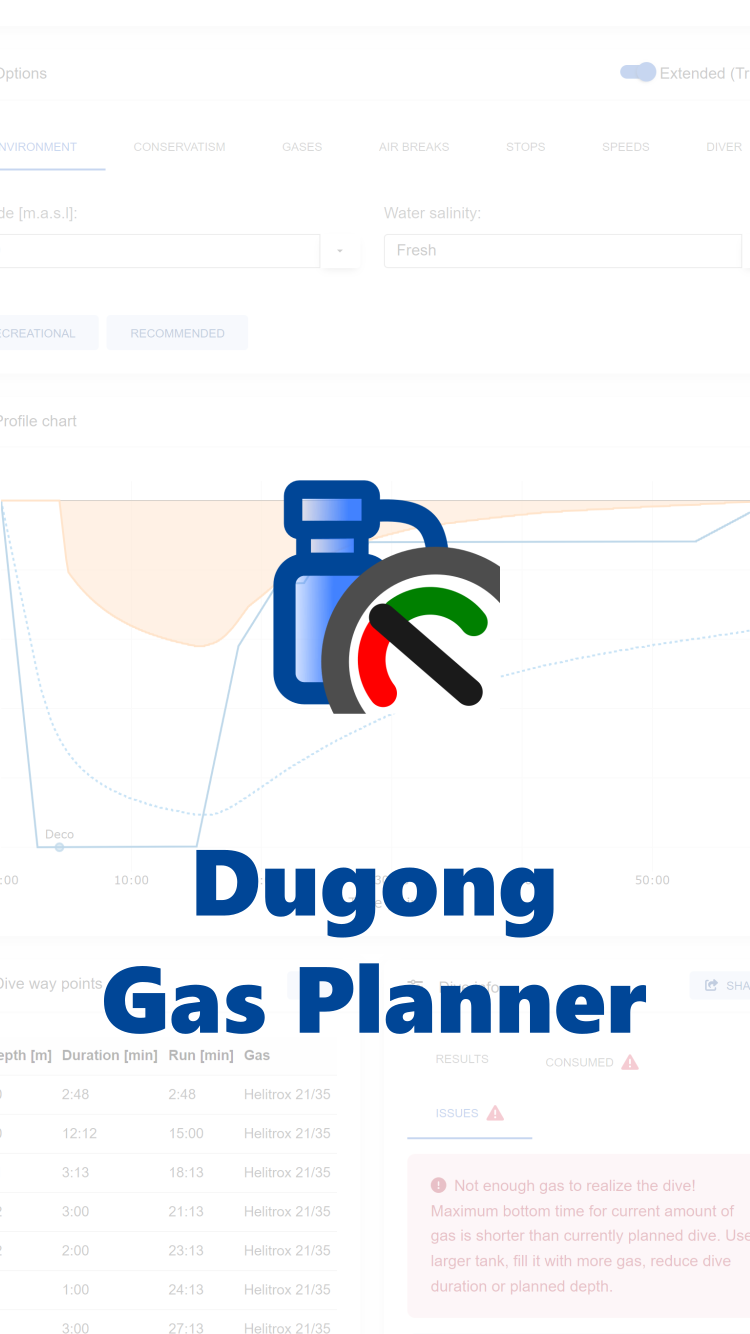 Options
Extended (Tr
NVIRONMENT CONSERVATISM GASES AIR BREAKS STOPS SPEEDS DIVER
de [m.a.s.l]:
Water salinity:
Fresh
CREATIONAL RECOMMENDED
Profile chart
Deco
:00 10:00 50:00
Dugong
Gas Planner
Dive way points
Dive info
SHA
epth [m] Duration [min] Run [min] Gas
0 2:48 2:48 Helitrox 21/35
0 12:12 15:00 Helitrox 21/35
3:13 18:13 Helitrox 21/35
2 3:00 21:13 Helitrox 21/35
2 2:00 23:13 Helitrox 21/35
1:00 24:13 Helitrox 21/35
3:00 27:13 Helitrox 21/35
RESULTS
CONSUMED
ISSUES
Not enough gas to realize the dive!
Maximum bottom time for current amount of
gas is shorter than currently planned dive. Use
larger tank, fill it with more gas, reduce dive
duration or planned depth.